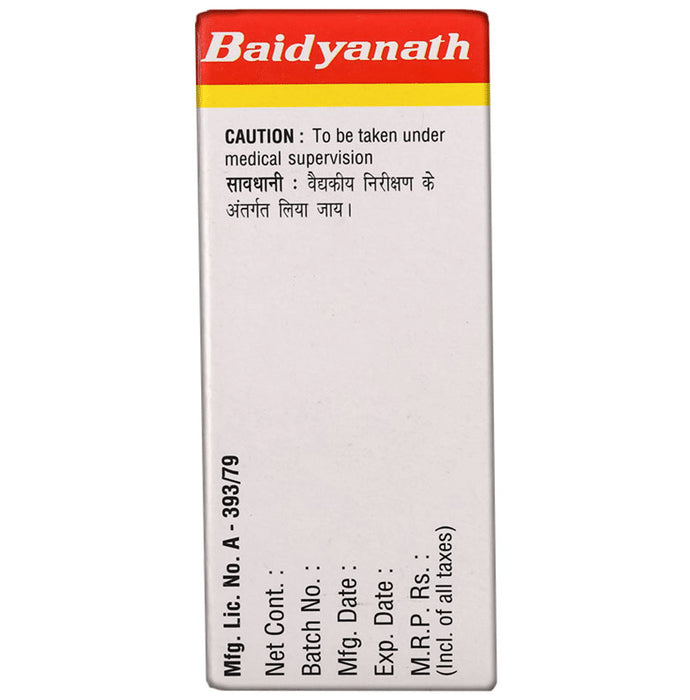 Baidyanath
CAUTION : To be taken under
medical supervision
सावधानी : वैद्यकीय निरीक्षण के
अंतर्गत लिया जाय।
Mfg. Lic. No. A - 393/79
Net Cont. :
Batch No. :
Mfg. Date :
Exp. Date :
M.R.P. Rs. :
(Incl. of all taxes)